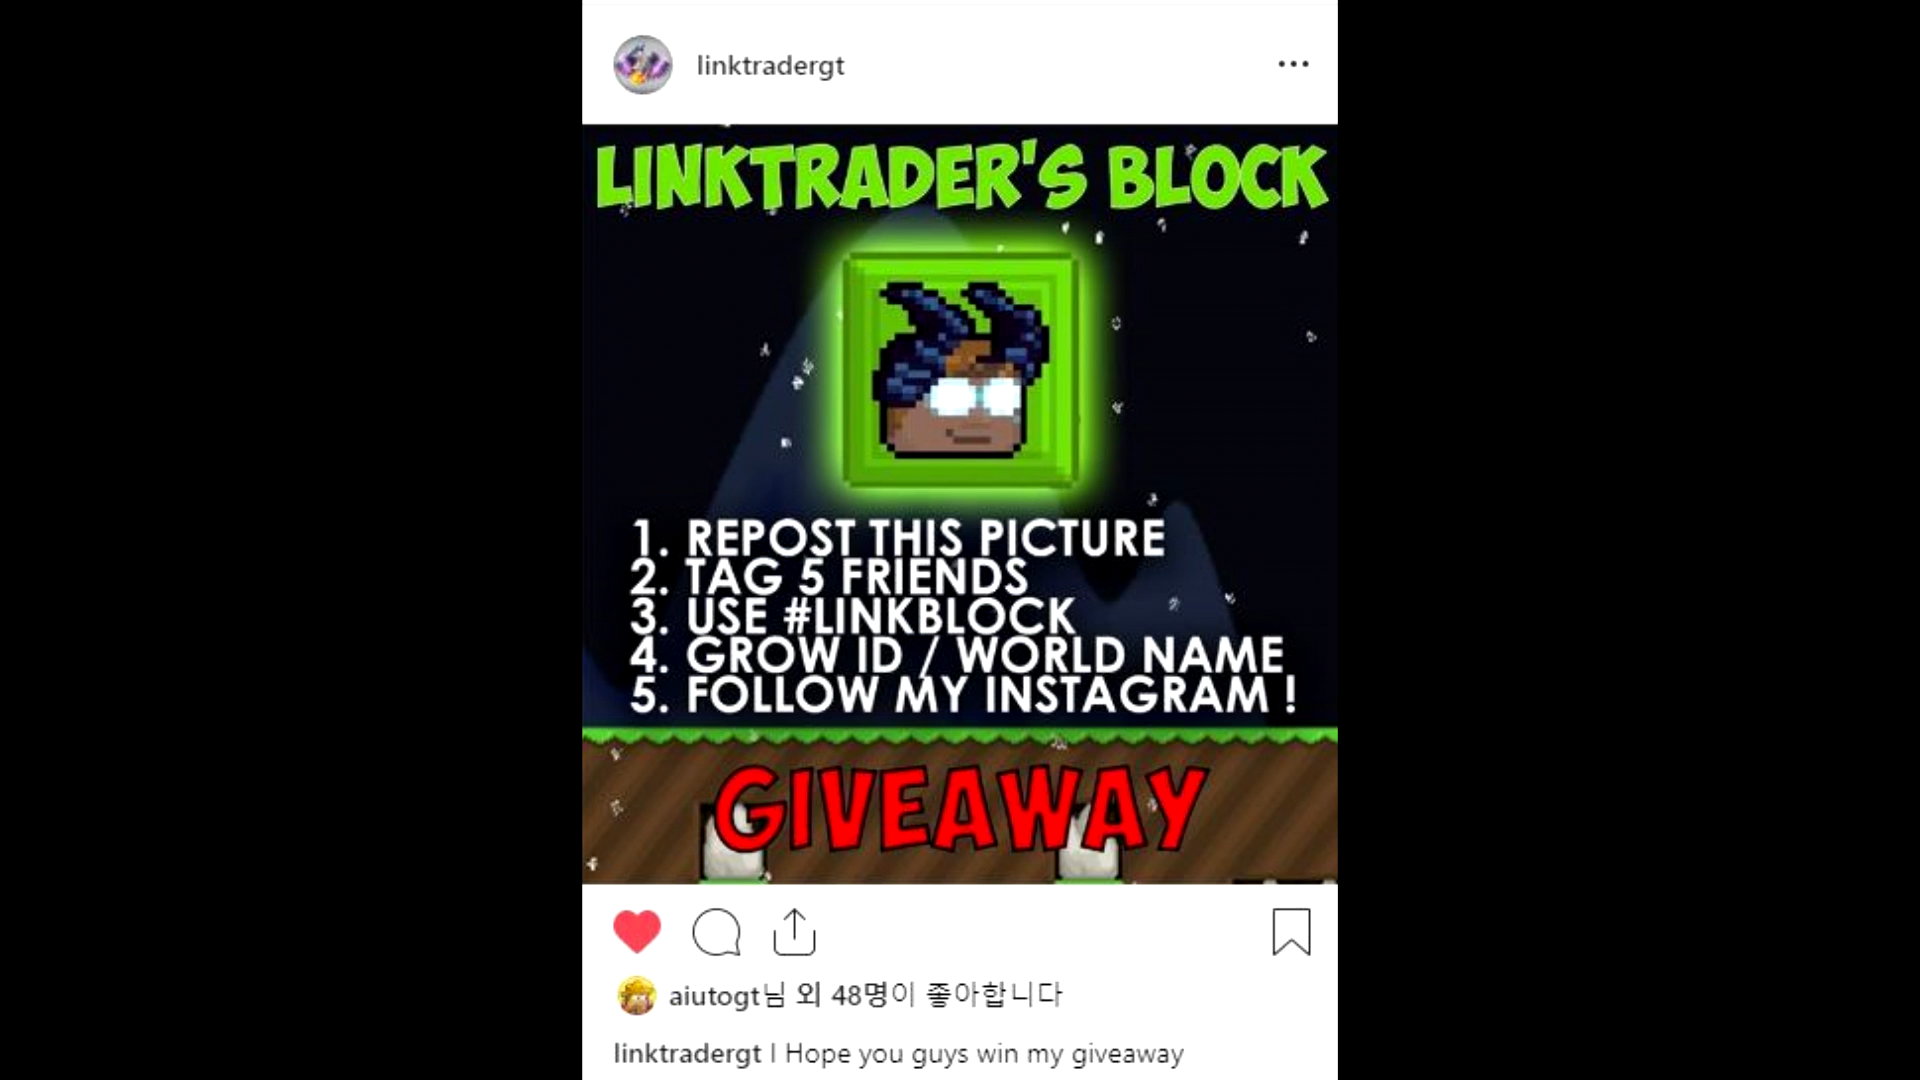 linktradergt
LINKTRADER'S BLOCK
1. REPOST THIS PICTURE
2. TAG 5 FRIENDS
3. USE #LINKBLOCK
4. GROW ID / WORLD NAME
5. FOLLOW MY INSTAGRAM !
GIVEAWAY
aiutogt님 외 48명이 좋아합니다
linktradergt I Hope you guys win my giveaway